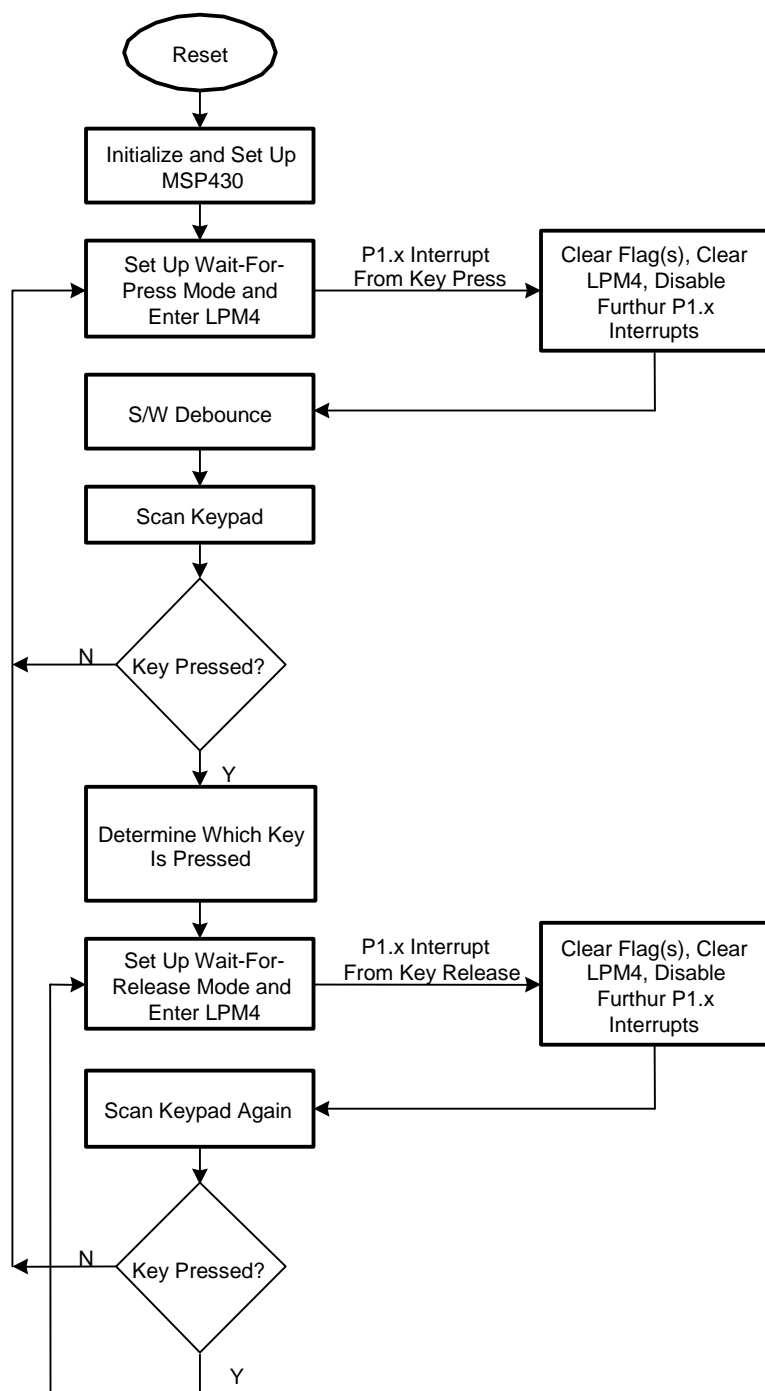 Reset
Initialize and Set Up
MSP430
Set Up Wait-For-
Press Mode and
Enter LPM4
P1.x Interrupt
From Key Press
Clear Flag(s), Clear
LPM4, Disable
Furthur P1.x
Interrupts
S/W Debounce
Scan Keypad
N
Key Pressed?
Y
Determine Which Key
Is Pressed
Set Up Wait-For-
Release Mode and
Enter LPM4
P1.x Interrupt
From Key Release
Clear Flag(s), Clear
LPM4, Disable
Furthur P1.x
Interrupts
Scan Keypad Again
N
Key Pressed?
Y